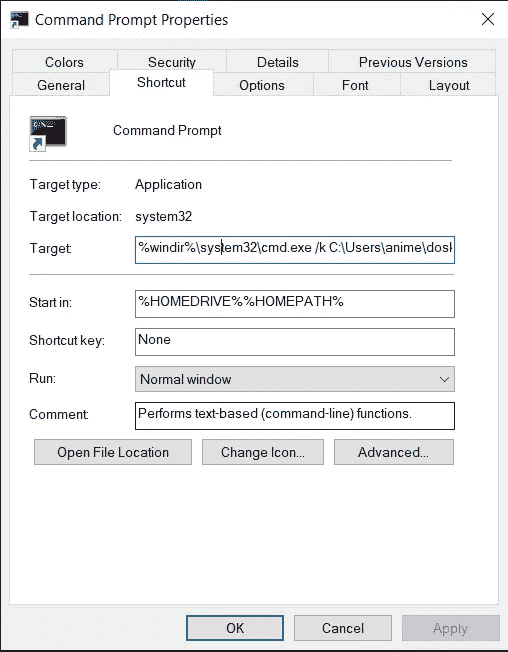 Command Prompt Properties
Colors Security Details Previous Versions
General Shortcut Options Font Layout
Command Prompt
Target type: Application
Target location: system32
Target: %windir%\system32\cmd.exe /k C:\Users\anime\dosk
Start in: %HOMEDRIVE%%HOMEPATH%
Shortcut key: None
Run: Normal window
Comment: Performs text-based (command-line) functions.
Open File Location Change Icon... Advanced...
OK Cancel Apply